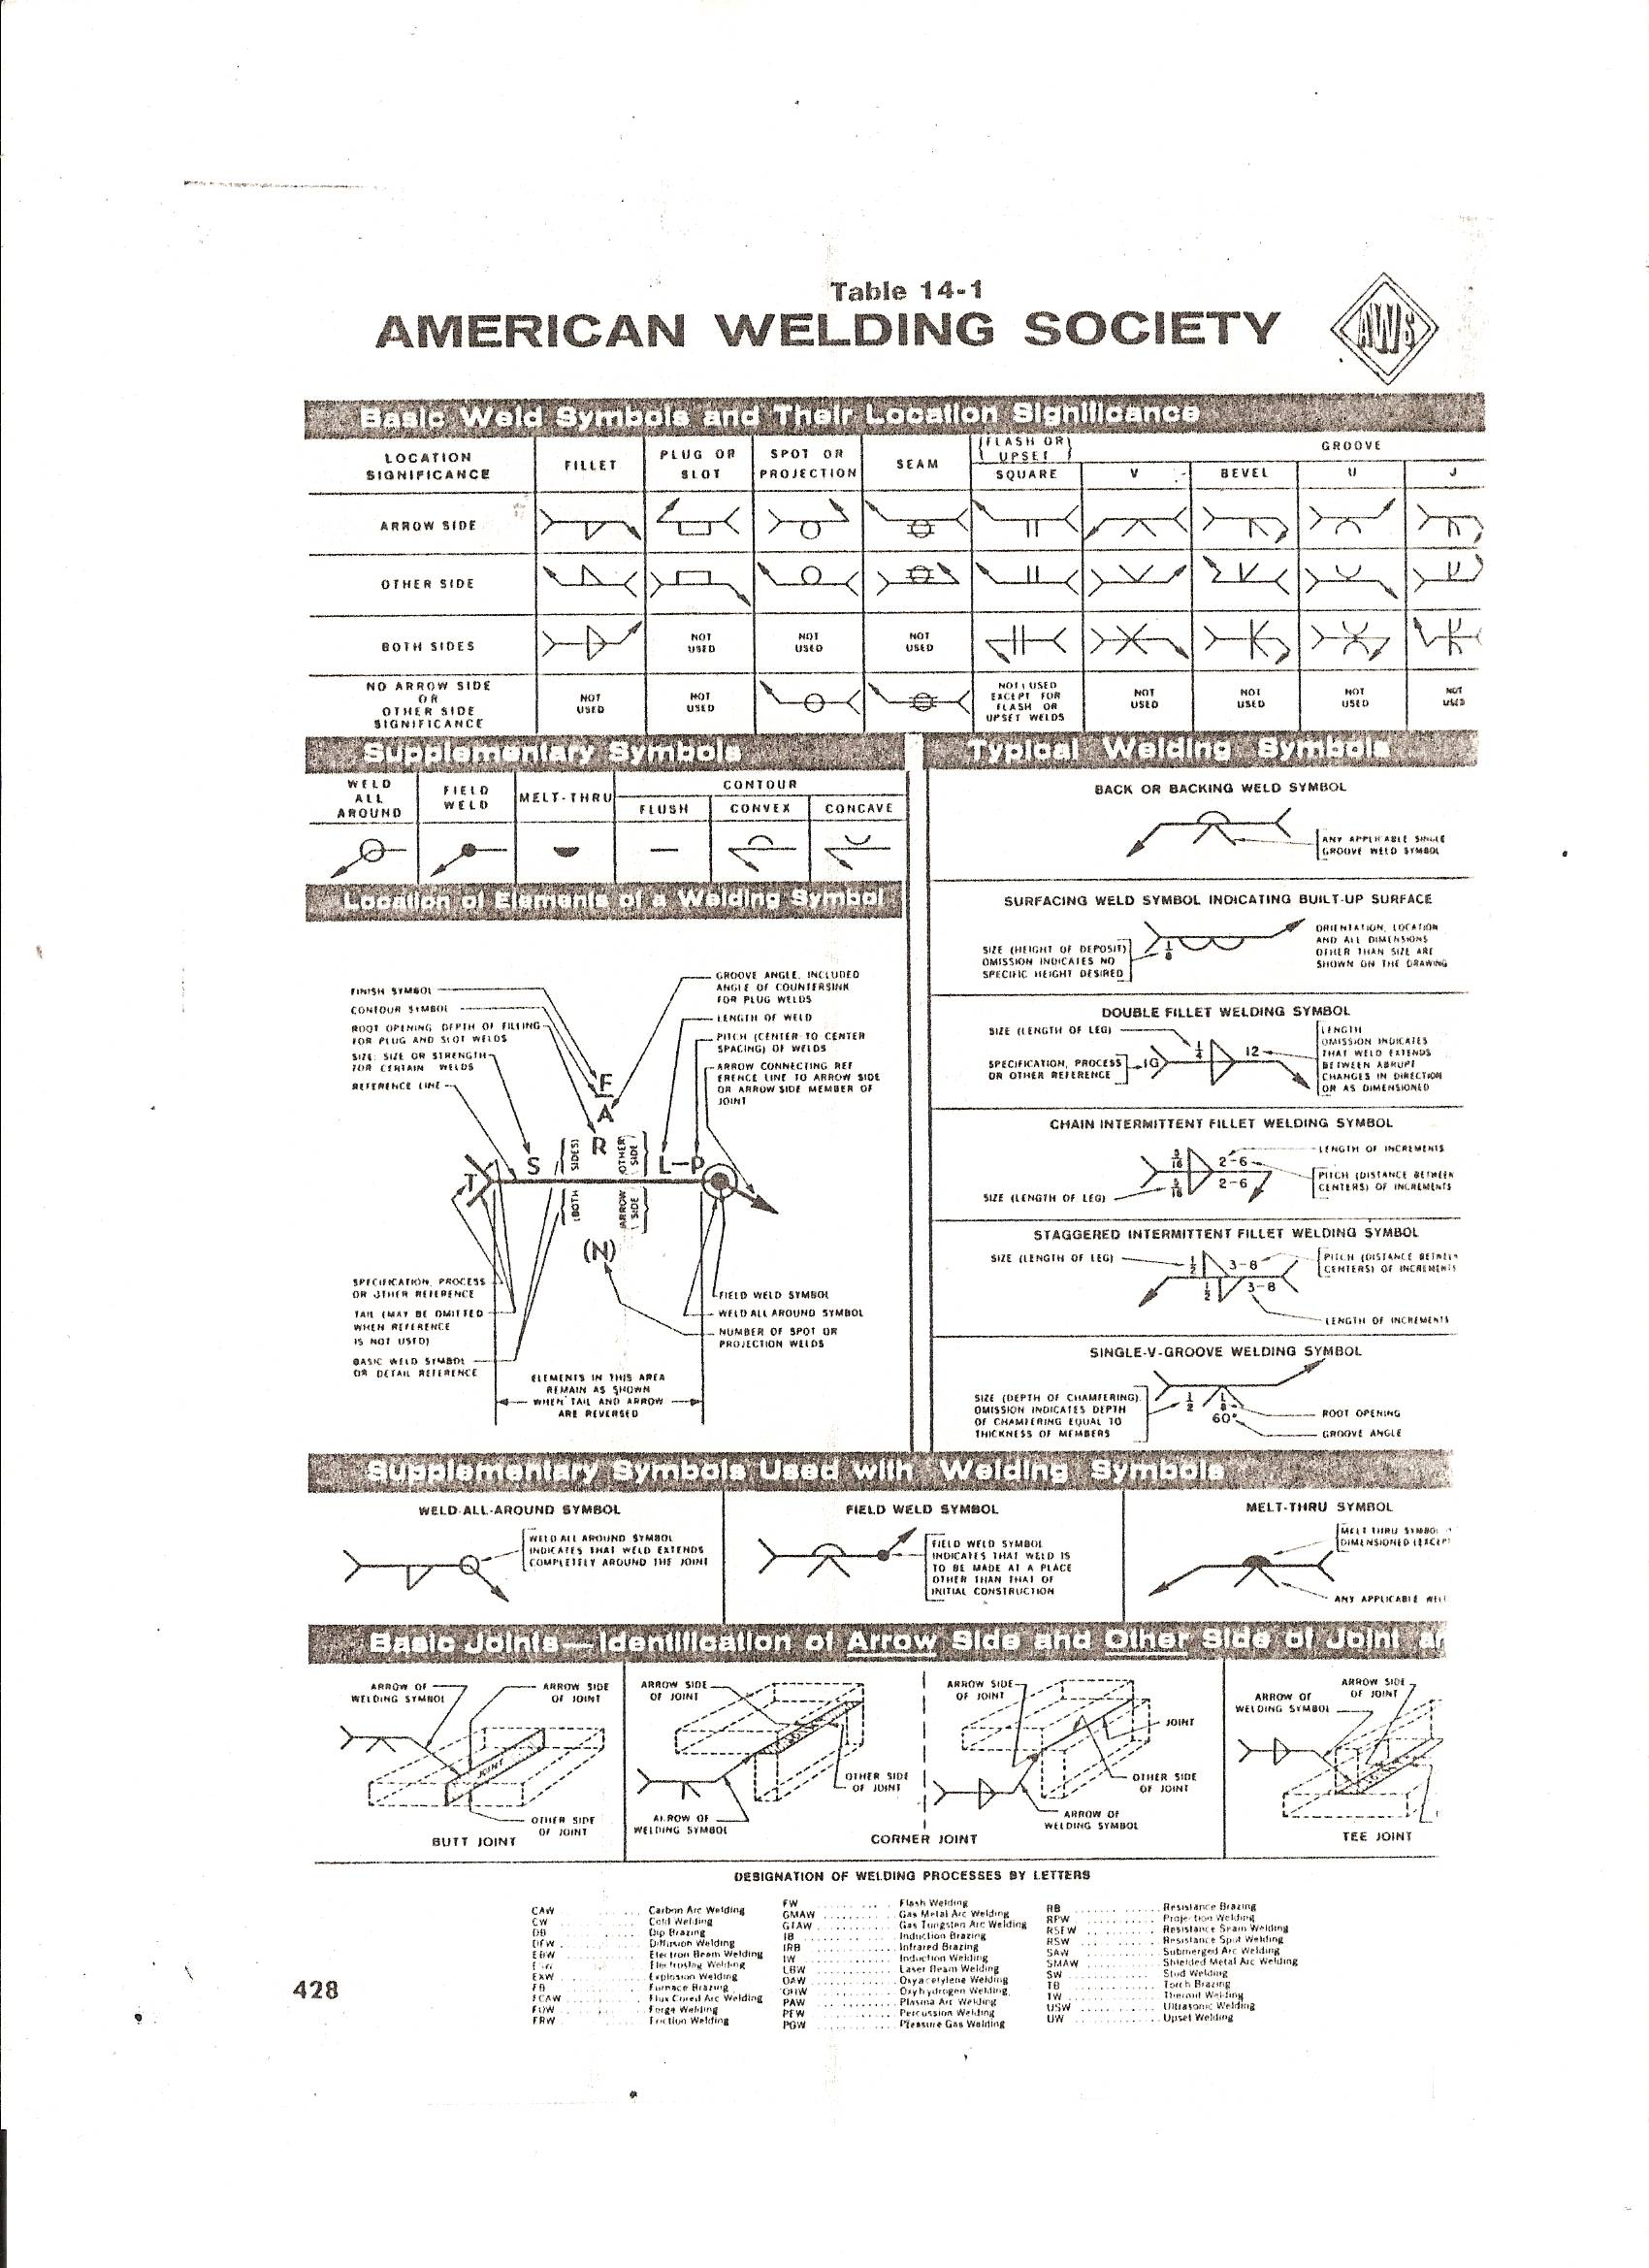 Table 14-1
AMERICAN WELDING SOCIETY
AWS
Basic Weld Symbols and Their Location Significance
LOCATION SIGNIFICANCE
FILLET
PLUG OR SLOT
SPOT OR PROJECTION
SEAM
FLASH OR UPSET
SQUARE
GROOVE
V
BEVEL
U
J
ARROW SIDE
OTHER SIDE
BOTH SIDES
NOT USED
NOT USED
NOT USED
NO ARROW SIDE
OR
OTHER SIDE
SIGNIFICANCE
NOT USED
NOT USED
NOT USED
EXCEPT FOR
FLASH OR
UPSET WELDS
NOT USED
NOT USED
NOT USED
NOT USED
Supplementary Symbols
WELD ALL AROUND
FIELD WELD
MELT-THRU
CONTOUR
FLUSH
CONVEX
CONCAVE
Location of Elements of a Welding Symbol
FINISH SYMBOL
CONTOUR SYMBOL
ROOT OPENING DEPTH OF FILLING
FOR PLUG AND SLOT WELDS
SIZE: SIZE OR STRENGTH
FOR CERTAIN WELDS
REFERENCE LINE
GROOVE ANGLE, INCLUDED
ANGLE OF COUNTERSINK
FOR PLUG WELDS
LENGTH OF WELD
PITCH (CENTER TO CENTER
SPACING) OF WELDS
ARROW CONNECTING REF
ERENCE LINE TO ARROW SIDE
OR ARROW SIDE MEMBER OF
JOINT
F
A
R
S
L–P
T
(BOTH
SIDES)
OTHER SIDE
ARROW SIDE
(N)
SPECIFICATION, PROCESS
OR OTHER REFERENCE
TAIL (MAY BE OMITTED
WHEN REFERENCE
IS NOT USED)
BASIC WELD SYMBOL
OR DETAIL REFERENCE
FIELD WELD SYMBOL
WELD ALL AROUND SYMBOL
NUMBER OF SPOT OR
PROJECTION WELDS
ELEMENTS IN THIS AREA
REMAIN AS SHOWN
WHEN TAIL AND ARROW
ARE REVERSED
Typical Welding Symbols
BACK OR BACKING WELD SYMBOL
ANY APPLICABLE SINGLE
GROOVE WELD SYMBOL
SURFACING WELD SYMBOL INDICATING BUILT-UP SURFACE
SIZE (HEIGHT OF DEPOSIT)
OMISSION INDICATES NO
SPECIFIC HEIGHT DESIRED
1/8
ORIENTATION, LOCATION
AND ALL DIMENSIONS
OTHER THAN SIZE ARE
SHOWN ON THE DRAWING
DOUBLE FILLET WELDING SYMBOL
SIZE (LENGTH OF LEG)
SPECIFICATION, PROCESS
OR OTHER REFERENCE
1G
1/4
12
LENGTH
OMISSION INDICATES
THAT WELD EXTENDS
BETWEEN ABRUPT
CHANGES IN DIRECTION
OR AS DIMENSIONED
CHAIN INTERMITTENT FILLET WELDING SYMBOL
5/16 2–6
5/16 2–6
LENGTH OF INCREMENTS
PITCH (DISTANCE BETWEEN
CENTERS) OF INCREMENTS
SIZE (LENGTH OF LEG)
STAGGERED INTERMITTENT FILLET WELDING SYMBOL
SIZE (LENGTH OF LEG)
1/2 3–8
1/2 3–8
PITCH (DISTANCE BETWEEN
CENTERS) OF INCREMENTS
LENGTH OF INCREMENTS
SINGLE-V-GROOVE WELDING SYMBOL
SIZE (DEPTH OF CHAMFERING).
OMISSION INDICATES DEPTH
OF CHAMFERING EQUAL TO
THICKNESS OF MEMBERS
1/2
1/8
60°
ROOT OPENING
GROOVE ANGLE
Supplementary Symbols Used with Welding Symbols
WELD-ALL-AROUND SYMBOL
WELD ALL AROUND SYMBOL
INDICATES THAT WELD EXTENDS
COMPLETELY AROUND THE JOINT
FIELD WELD SYMBOL
FIELD WELD SYMBOL
INDICATES THAT WELD IS
TO BE MADE AT A PLACE
OTHER THAN THAT OF
INITIAL CONSTRUCTION
MELT-THRU SYMBOL
MELT THRU SYMBOL
DIMENSIONED (EXCEPT
ANY APPLICABLE
Basic Joints—Identification of Arrow Side and Other Side of Joint ar
ARROW OF
WELDING SYMBOL
ARROW SIDE
OF JOINT
JOINT
OTHER SIDE
OF JOINT
BUTT JOINT
ARROW SIDE
OF JOINT
OTHER SIDE
OF JOINT
ARROW OF
WELDING SYMBOL
CORNER JOINT
ARROW SIDE
OF JOINT
JOINT
OTHER SIDE
OF JOINT
ARROW OF
WELDING SYMBOL
ARROW SIDE
OF JOINT
ARROW OF
WELDING SYMBOL
TEE JOINT
DESIGNATION OF WELDING PROCESSES BY LETTERS
CAW Carbon Arc Welding
CW Cold Welding
DB Dip Brazing
DFW Diffusion Welding
EBW Electron Beam Welding
Electroslag Welding
EXW Explosion Welding
FB Furnace Brazing
FCAW Flux Cored Arc Welding
FOW Forge Welding
FRW Friction Welding
FW Flash Welding
GMAW Gas Metal Arc Welding
GTAW Gas Tungsten Arc Welding
IB Induction Brazing
IRB Infrared Brazing
IW Induction Welding
LBW Laser Beam Welding
OAW Oxyacetylene Welding
OHW Oxyhydrogen Welding
PAW Plasma Arc Welding
PEW Percussion Welding
PGW Pressure Gas Welding
RB Resistance Brazing
RPW Projection Welding
RSEW Resistance Seam Welding
RSW Resistance Spot Welding
SAW Submerged Arc Welding
SMAW Shielded Metal Arc Welding
SW Stud Welding
TB Torch Brazing
TW Thermit Welding
USW Ultrasonic Welding
UW Upset Welding
428